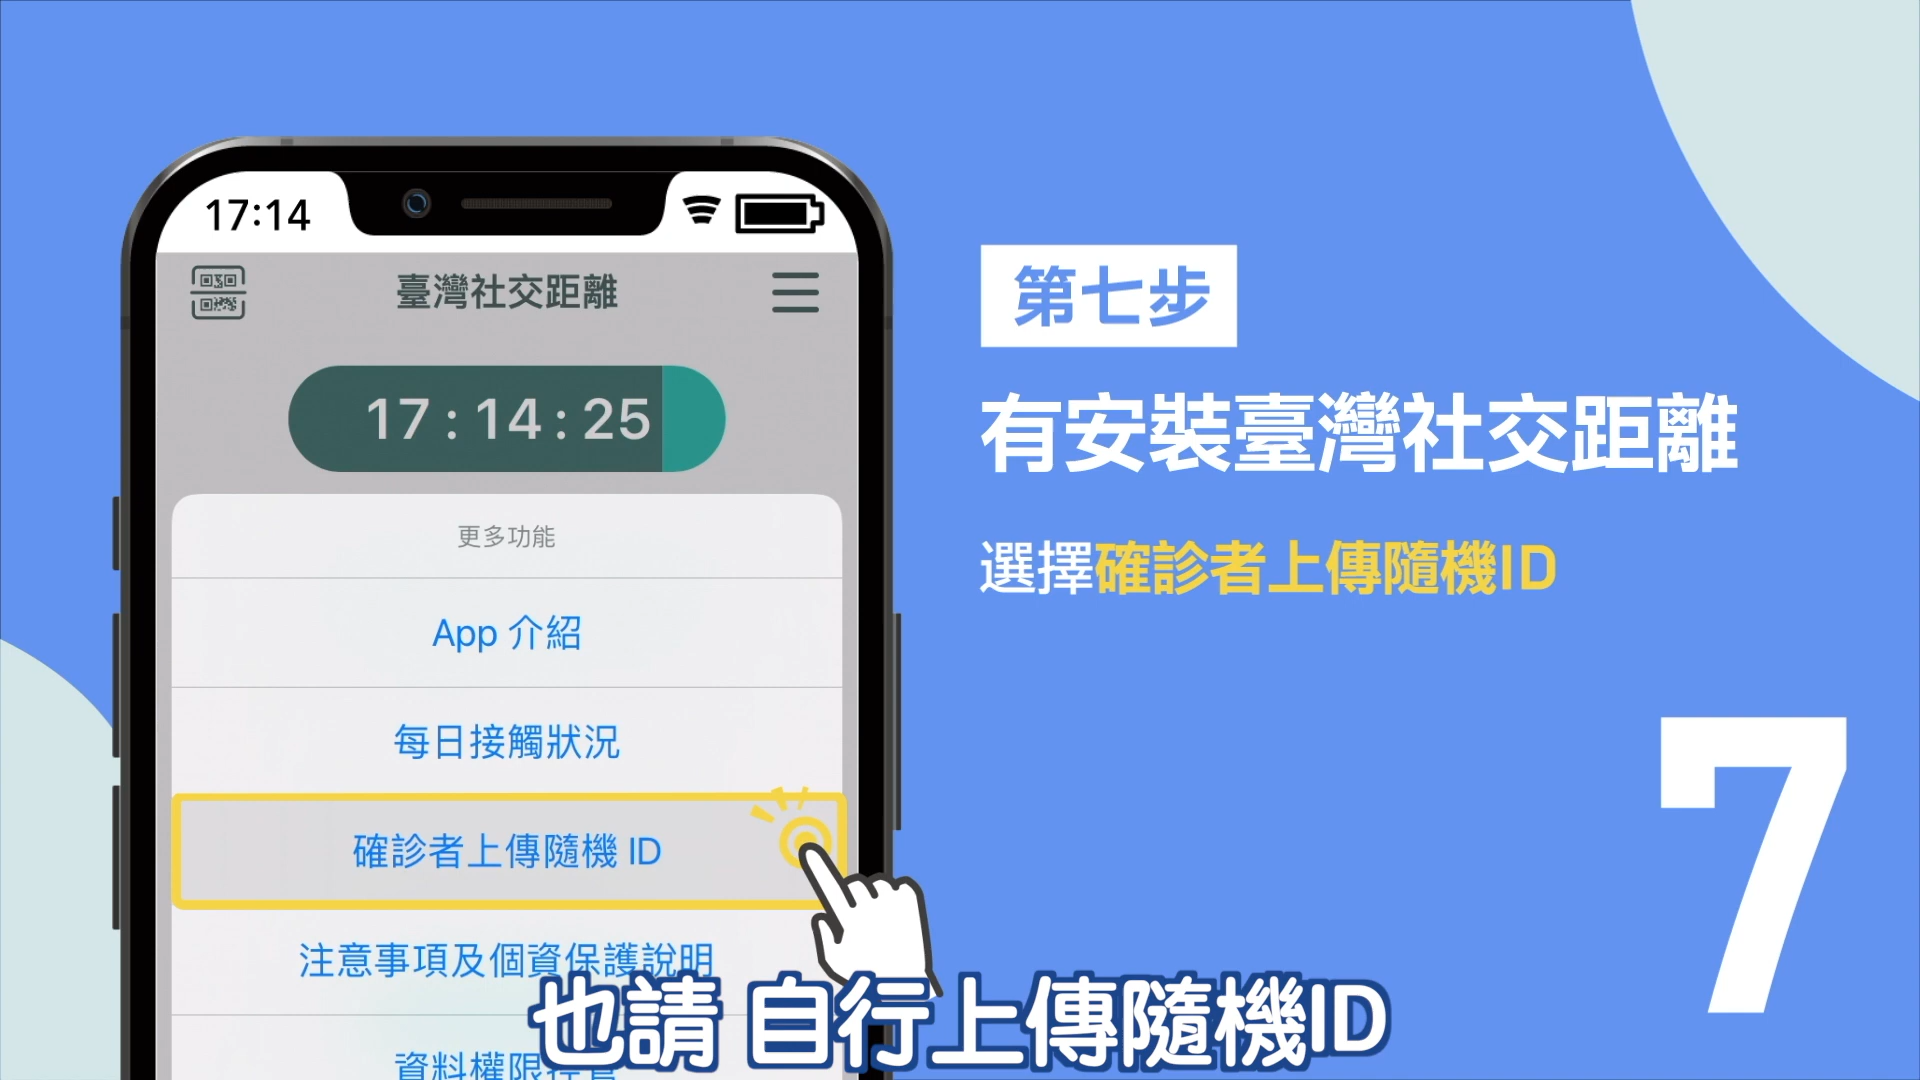 17:14
臺灣社交距離
17:14:25
更多功能
App 介紹
每日接觸狀況
確診者上傳隨機 ID
注意事項及個資保護說明
第七步
有安裝臺灣社交距離
選擇確診者上傳隨機ID
7
也請 自行上傳隨機ID